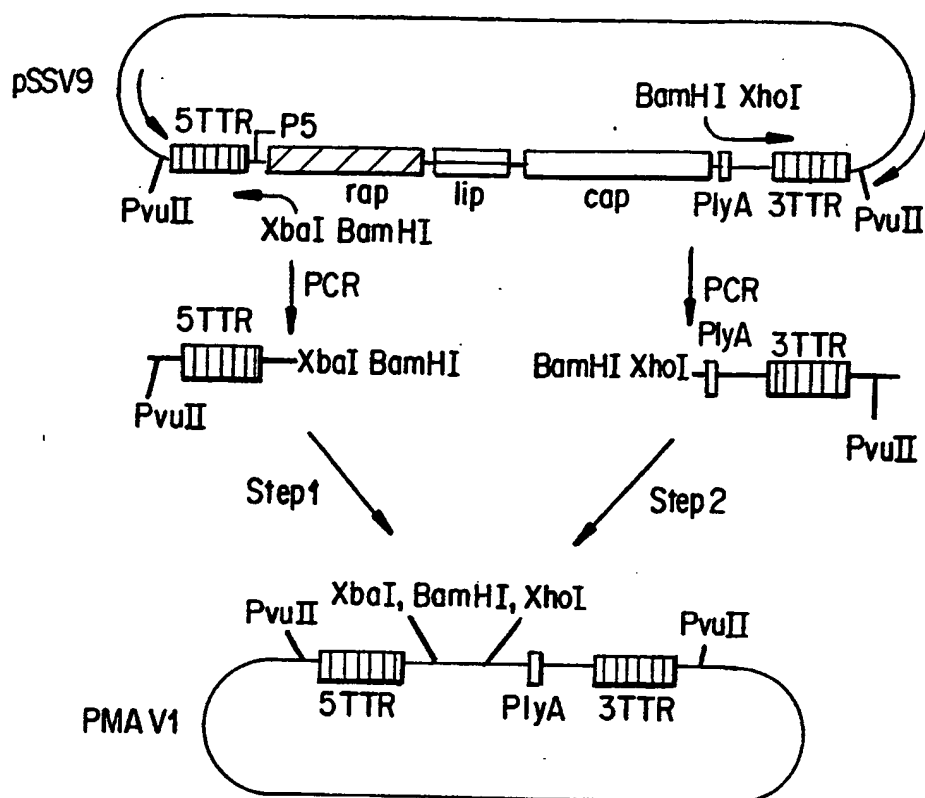 pSSV9
BamHI XhoI
5TTR P5
rap
lip
cap
PlyA 3TTR
PvuII
PvuII
XbaI BamHI
PCR
PCR
5TTR
PlyA
3TTR
XbaI BamHI
BamHI XhoI
PvuII
PvuII
Step1
Step 2
XbaI, BamHI, XhoI
PvuII
PvuII
5TTR
PlyA
3TTR
PMA V1